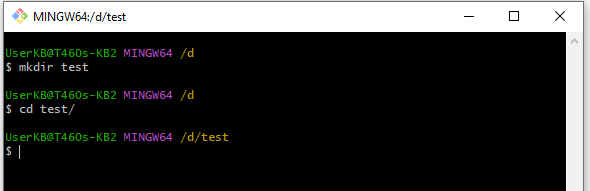 MINGW64:/d/test
UserKB@T460s-KB2 MINGW64 /d
$ mkdir test
UserKB@T460s-KB2 MINGW64 /d
$ cd test/
UserKB@T460s-KB2 MINGW64 /d/test
$